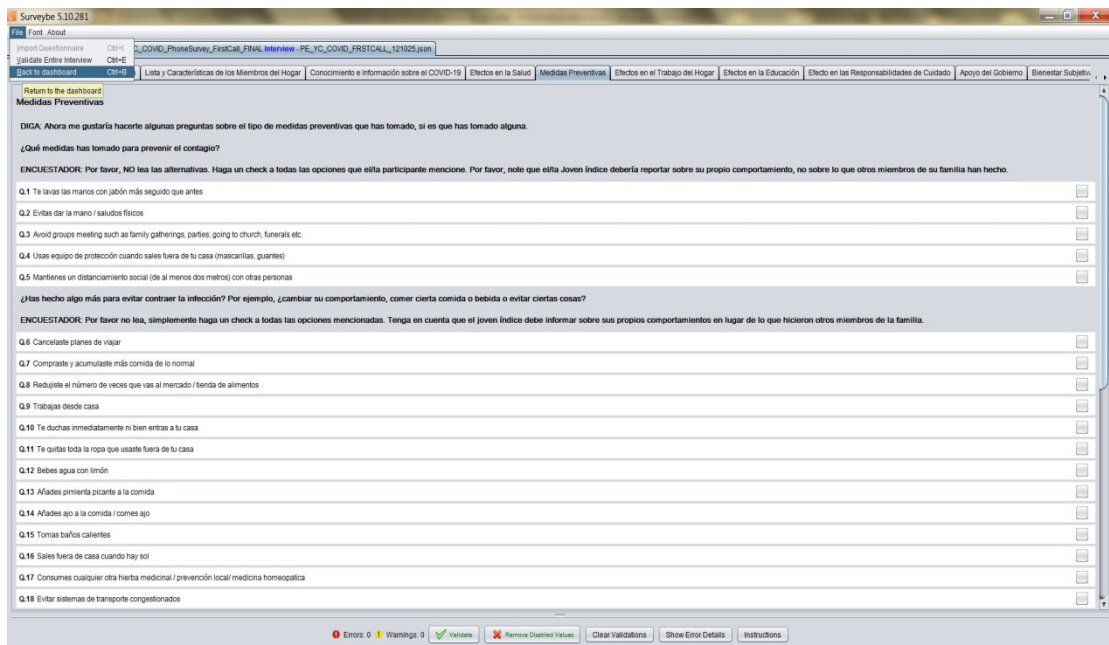 Surveybe 5.10.281
File Font About
Import Questionnaire Ctrl+I
C_COVID_PhoneSurvey_FirstCall_FINAL Interview - PE_YC_COVID_FRSTCALL_121025.json
Validate Entire Interview Ctrl+E
Back to dashboard Ctrl+B
Lista y Características de los Miembros del Hogar Conocimiento e Información sobre el COVID-19 Efectos en la Salud Medidas Preventivas Efectos en el Trabajo del Hogar Efectos en la Educación Efecto en las Responsabilidades de Cuidado Apoyo del Gobierno Bienestar Subjetiv
Return to the dashboard
Medidas Preventivas
DIGA: Ahora me gustaría hacerte algunas preguntas sobre el tipo de medidas preventivas que has tomado, si es que has tomado alguna.
¿Qué medidas has tomado para prevenir el contagio?
ENCUESTADOR: Por favor, NO lea las alternativas. Haga un check a todas las opciones que el/la participante mencione. Por favor, note que el/la Joven índice debería reportar sobre su propio comportamiento, no sobre lo que otros miembros de su familia han hecho.
Q.1 Te lavas las manos con jabón más seguido que antes
Q.2 Evitas dar la mano / saludos físicos
Q.3 Avoid groups meeting such as family gatherings, parties; going to church, funerals etc.
Q.4 Usas equipo de protección cuando sales fuera de tu casa (mascarillas, guantes)
Q.5 Mantienes un distanciamiento social (de al menos dos metros) con otras personas
¿Has hecho algo más para evitar contraer la infección? Por ejemplo, ¿cambiar su comportamiento, comer cierta comida o bebida o evitar ciertas cosas?
ENCUESTADOR: Por favor no lea, simplemente haga un check a todas las opciones mencionadas. Tenga en cuenta que el joven índice debe informar sobre sus propios comportamientos en lugar de lo que hicieron otros miembros de la familia.
Q.6 Cancelaste planes de viajar
Q.7 Compraste y acumulaste más comida de lo normal
Q.8 Redujiste el número de veces que vas al mercado / tienda de alimentos
Q.9 Trabajas desde casa
Q.10 Te duchas inmediatamente ni bien entras a tu casa
Q.11 Te quitas toda la ropa que usaste fuera de tu casa
Q.12 Bebes agua con limón
Q.13 Añades pimienta picante a la comida
Q.14 Añades ajo a la comida / comes ajo
Q.15 Tomas baños calientes
Q.16 Sales fuera de casa cuando hay sol
Q.17 Consumes cualquier otra hierba medicinal / prevención local/ medicina homeopatica
Q.18 Evitar sistemas de transporte congestionados
Errors: 0 Warnings: 0 Validate Remove Disabled Values Clear Validations Show Error Details Instructions